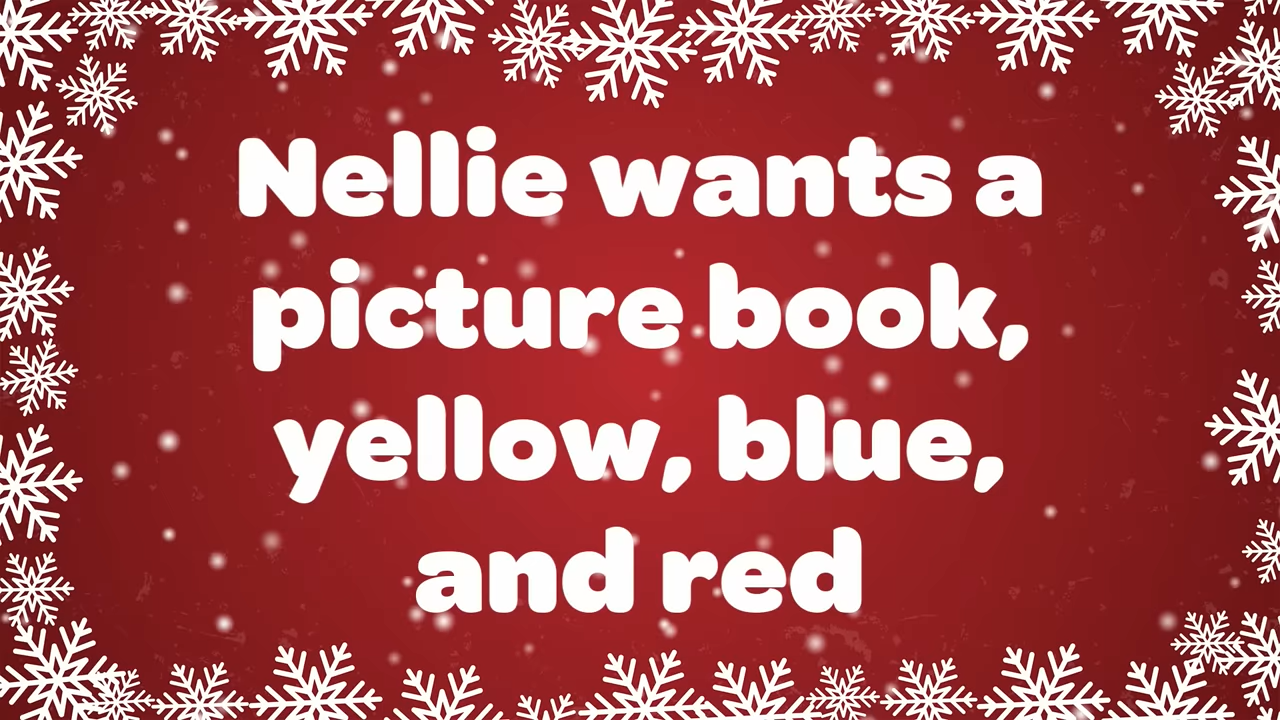 Nellie wants a
picture book,
yellow, blue,
and red